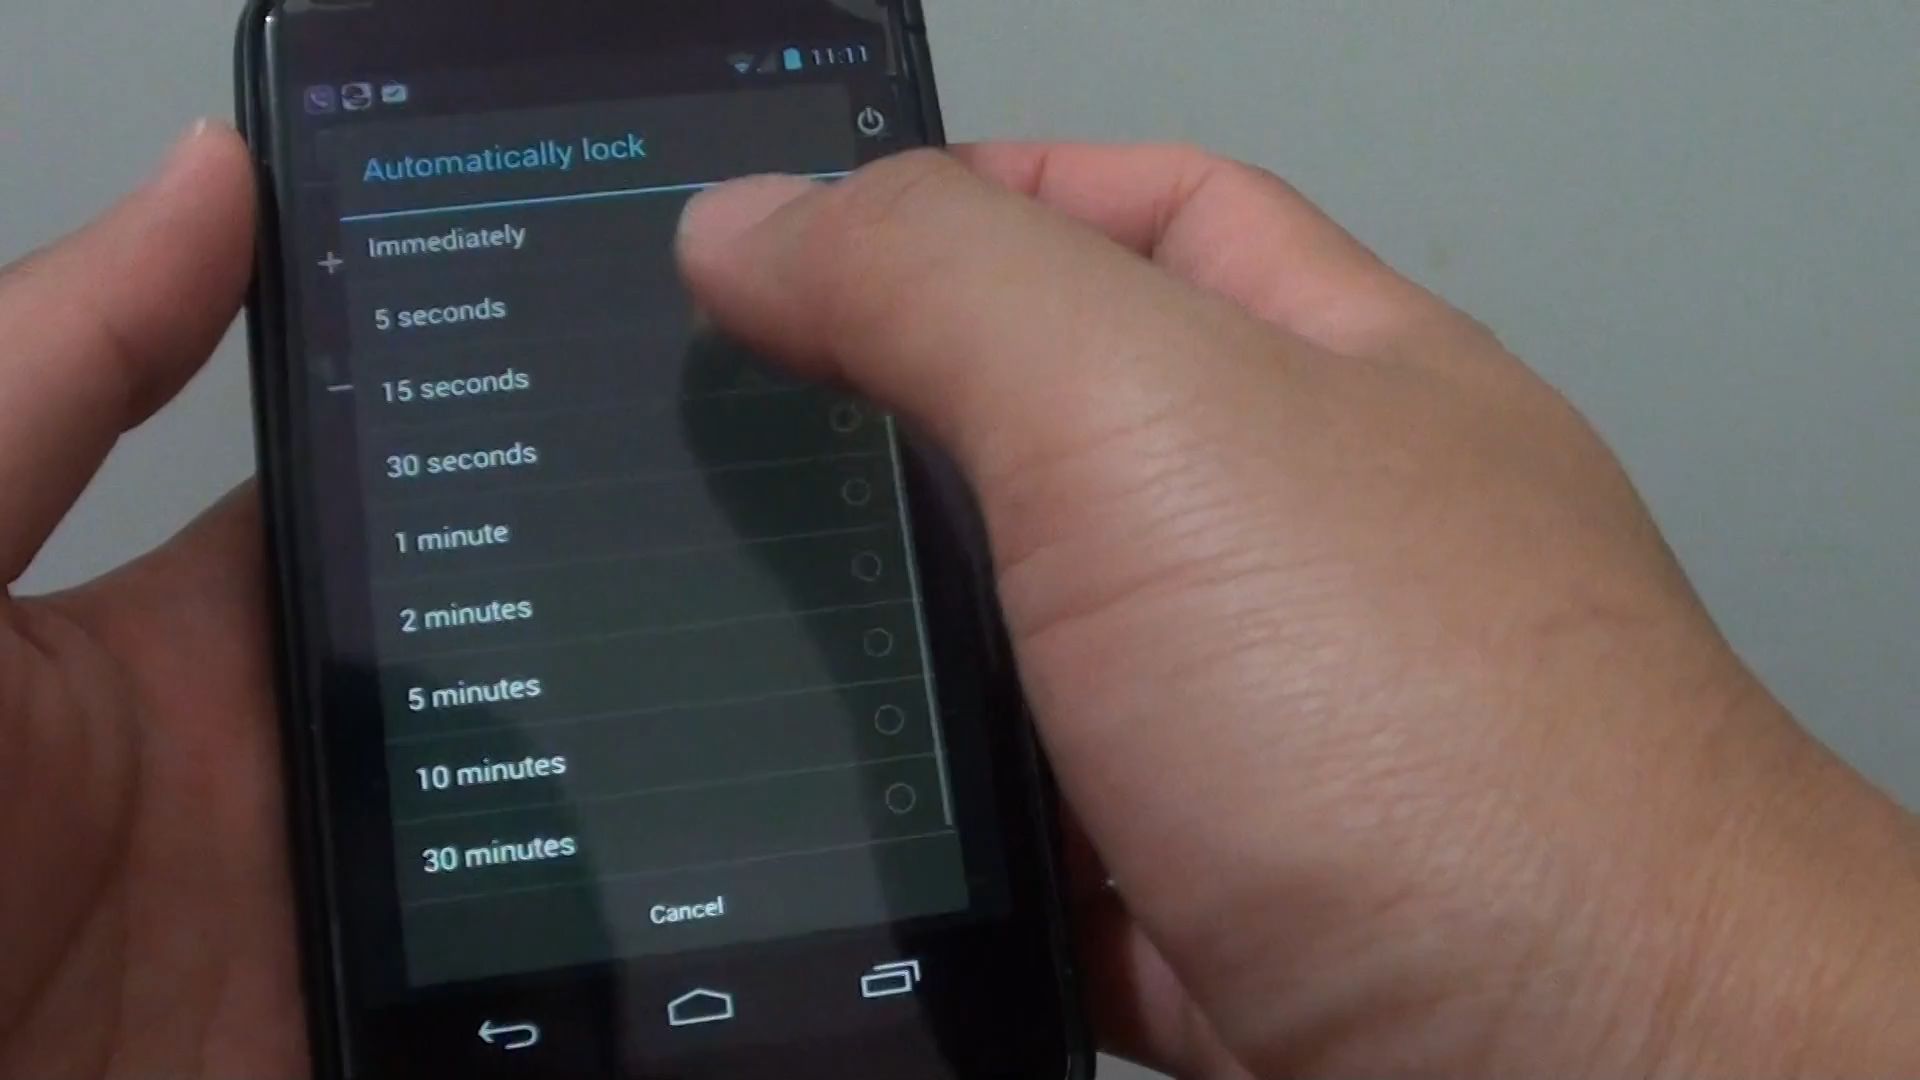 11:11
Automatically lock
Immediately
5 seconds
15 seconds
30 seconds
1 minute
2 minutes
5 minutes
10 minutes
30 minutes
Cancel